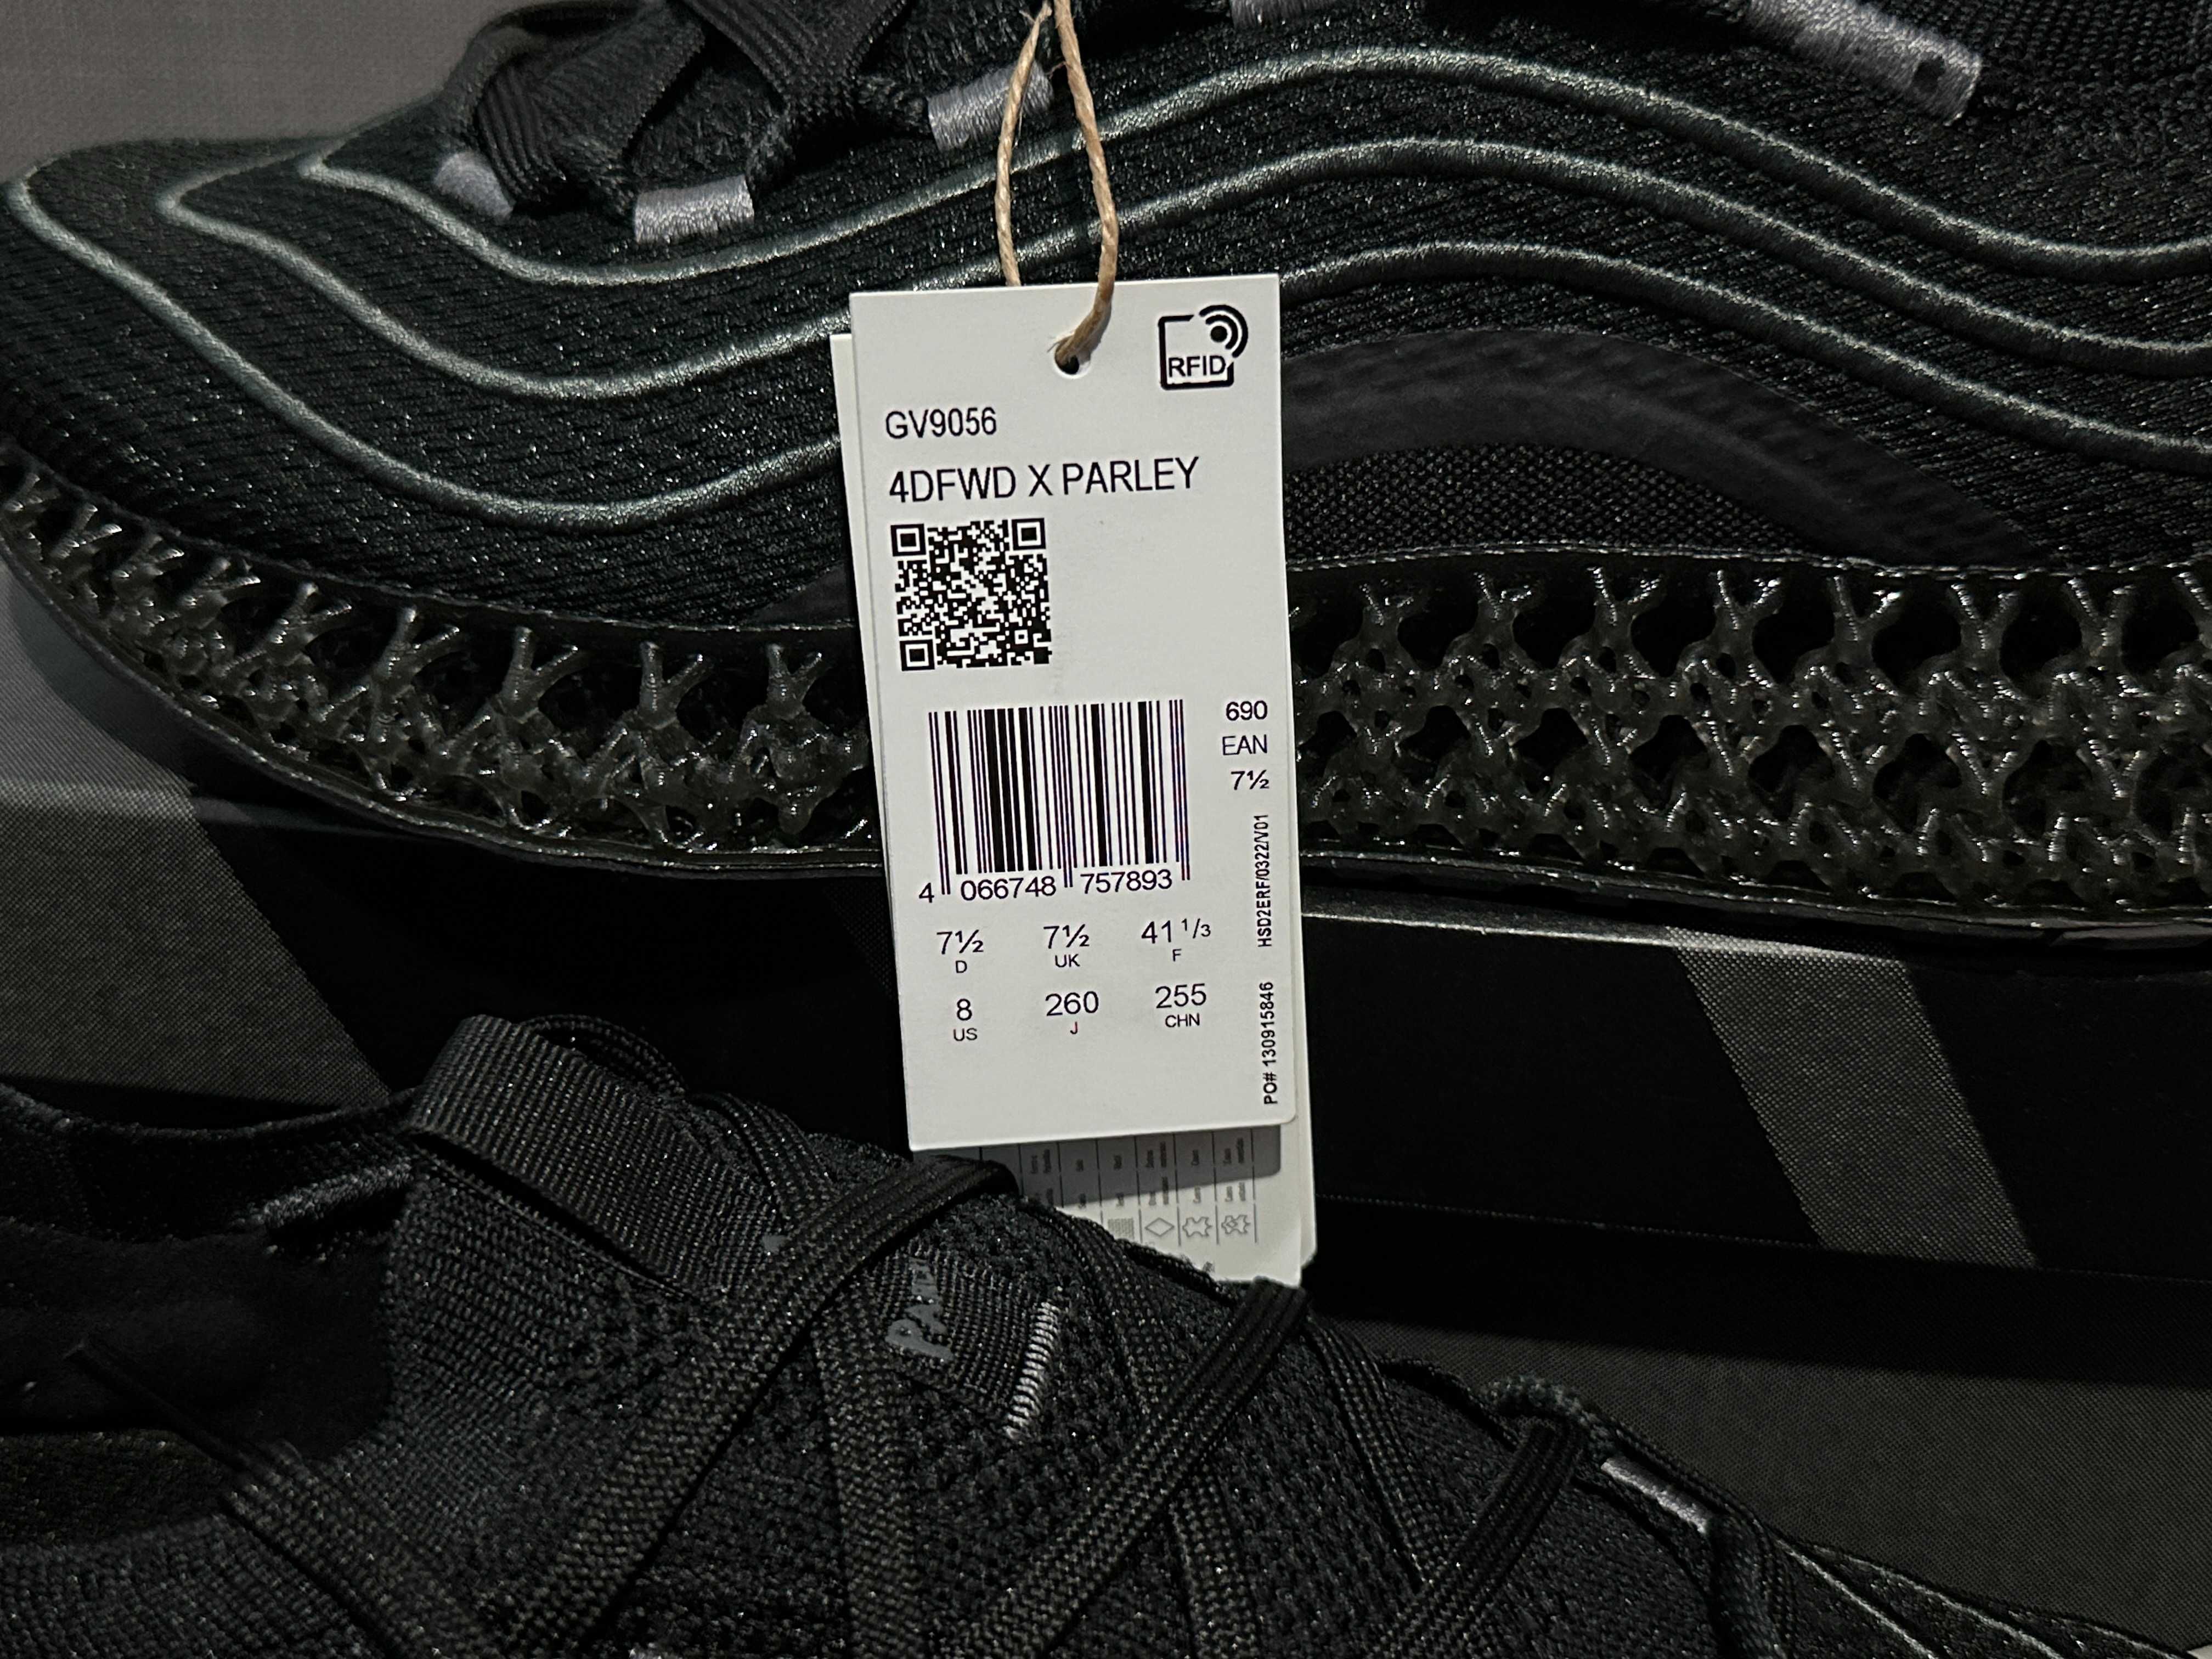 RFID
GV9056
4DFWD X PARLEY
690
EAN
7½
4 066748 757893
7½ 7½ 41 1/3
D UK F
8 260 255
US J CHN
HSD2ERF/0322/V01
PO# 1309158846